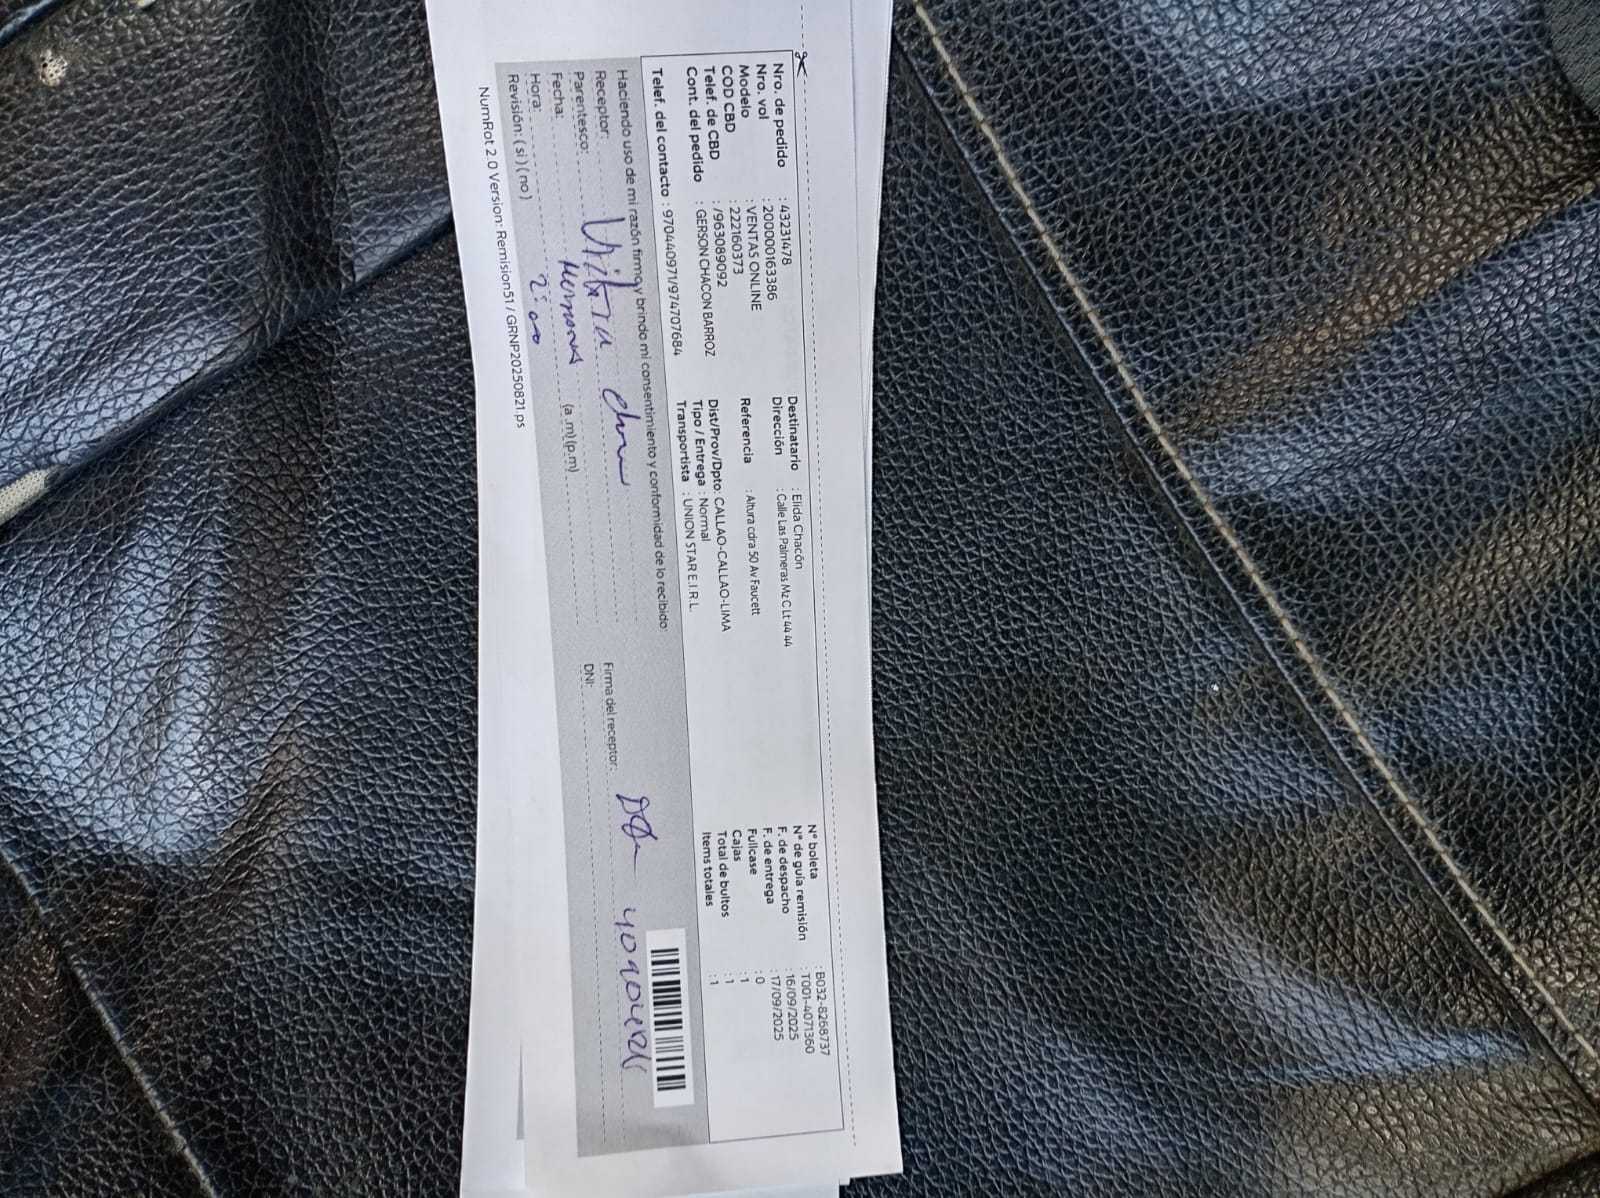 Nro. de pedido : 43231478
Nro. vol : 200000163386
Modelo : VENTAS ONLINE
COD CBD : 222160373
Telef. de CBD : /963089092
Cont. del pedido : GERSON CHACON BARROZ
Telef. del contacto : 970440971/974707684
Destinatario : Elida Chacón
Dirección : Calle Las Palmeras Mz C Lt 44 44
Referencia : Altura cdra 50 Av Faucett
Dist/Prov/Dpto: CALLAO-CALLAO-LIMA
Tipo / Entrega : Normal
Transportista : UNION STAR E.I.R.L.
N° boleta : B032-8268737
N° de guía remisión : T001-4071360
F. de despacho : 16/09/2025
F. de entrega : 17/09/2025
Fullcase : 0
Cajas : 1
Total de bultos : 1
Items totales : 1
Haciendo uso de mi razón firmo y brindo mi consentimiento y conformidad de lo recibido:
Receptor:
Parentesco: Hermana
Fecha:
Hora: 2:00 (a .m) (p.m)
Revisión: ( si ) ( no )
Firma del receptor:
DNI:
NumRot 2.0 Version: Remision51 / GRNP20250821.ps